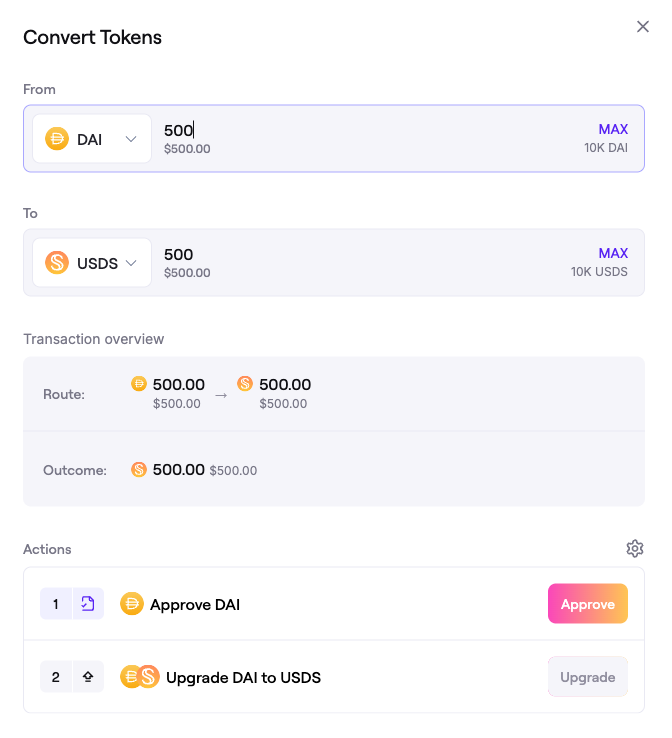 Convert Tokens
From
DAI
500
$500.00
MAX
10K DAI
To
USDS
500
$500.00
MAX
10K USDS
Transaction overview
Route:
500.00 → 500.00
$500.00 $500.00
Outcome:
500.00 $500.00
Actions
1 Approve DAI Approve
2 Upgrade DAI to USDS Upgrade